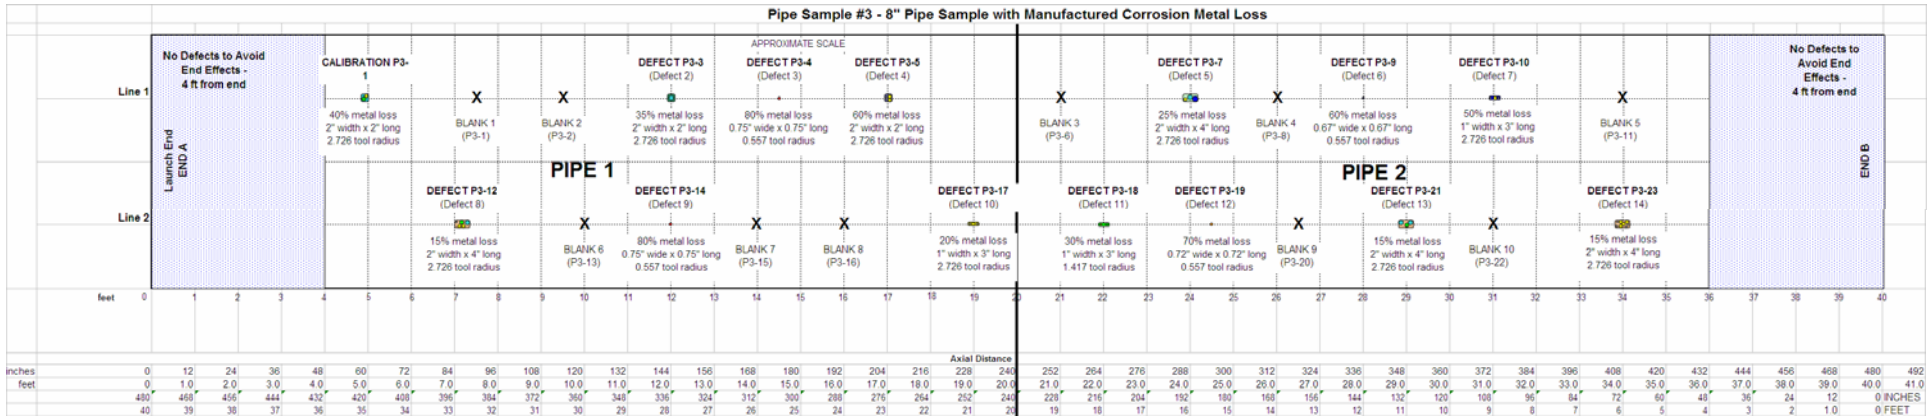 Pipe Sample #3 - 8" Pipe Sample with Manufactured Corrosion Metal Loss
APPROXIMATE SCALE
No Defects to Avoid
End Effects -
4 ft from end
No Defects to
Avoid End
Effects -
4 ft from end
Launch End
END A
END B
Line 1
CALIBRATION P3-
1
40% metal loss
2" width x 2" long
2.726 tool radius
X
BLANK 1
(P3-1)
X
BLANK 2
(P3-2)
DEFECT P3-3
(Defect 2)
35% metal loss
2" width x 2" long
2.726 tool radius
DEFECT P3-4
(Defect 3)
80% metal loss
0.75" wide x 0.75" long
0.557 tool radius
DEFECT P3-5
(Defect 4)
60% metal loss
2" width x 2" long
2.726 tool radius
X
BLANK 3
(P3-6)
DEFECT P3-7
(Defect 5)
25% metal loss
2" width x 4" long
2.726 tool radius
X
BLANK 4
(P3-8)
DEFECT P3-9
(Defect 6)
60% metal loss
0.67" wide x 0.67" long
0.557 tool radius
DEFECT P3-10
(Defect 7)
50% metal loss
1" width x 3" long
2.726 tool radius
X
BLANK 5
(P3-11)
PIPE 1
PIPE 2
Line 2
DEFECT P3-12
(Defect 8)
15% metal loss
2" width x 4" long
2.726 tool radius
X
BLANK 6
(P3-13)
DEFECT P3-14
(Defect 9)
80% metal loss
0.75" wide x 0.75" long
0.557 tool radius
X
BLANK 7
(P3-15)
X
BLANK 8
(P3-16)
DEFECT P3-17
(Defect 10)
20% metal loss
1" width x 3" long
2.726 tool radius
DEFECT P3-18
(Defect 11)
30% metal loss
1" width x 3" long
1.417 tool radius
DEFECT P3-19
(Defect 12)
70% metal loss
0.72" wide x 0.72" long
0.557 tool radius
X
BLANK 9
(P3-20)
DEFECT P3-21
(Defect 13)
15% metal loss
2" width x 4" long
2.726 tool radius
X
BLANK 10
(P3-22)
DEFECT P3-23
(Defect 14)
15% metal loss
2" width x 4" long
2.726 tool radius
feet 0 1 2 3 4 5 6 7 8 9 10 11 12 13 14 15 16 17 18 19 20 21 22 23 24 25 26 27 28 29 30 31 32 33 34 35 36 37 38 39 40
Axial Distance
inches 0 12 24 36 48 60 72 84 96 108 120 132 144 156 168 180 192 204 216 228 240 252 264 276 288 300 312 324 336 348 360 372 384 396 408 420 432 444 456 468 480 492
feet 0 1.0 2.0 3.0 4.0 5.0 6.0 7.0 8.0 9.0 10.0 11.0 12.0 13.0 14.0 15.0 16.0 17.0 18.0 19.0 20.0 21.0 22.0 23.0 24.0 25.0 26.0 27.0 28.0 29.0 30.0 31.0 32.0 33.0 34.0 35.0 36.0 37.0 38.0 39.0 40.0 41.0
480 468 456 444 432 420 408 396 384 372 360 348 336 324 312 300 288 276 264 252 240 228 216 204 192 180 168 156 144 132 120 108 96 84 72 60 48 36 24 12 0 INCHES
40 39 38 37 36 35 34 33 32 31 30 29 28 27 26 25 24 23 22 21 20 19 18 17 16 15 14 13 12 11 10 9 8 7 6 5 4 3 2 1.0 0 FEET